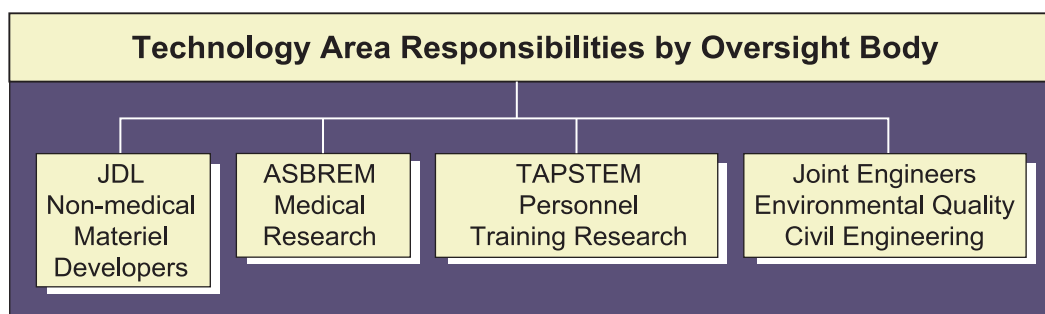 Technology Area Responsibilities by Oversight Body
JDL
Non-medical
Materiel
Developers
ASBREM
Medical
Research
TAPSTEM
Personnel
Training Research
Joint Engineers
Environmental Quality
Civil Engineering